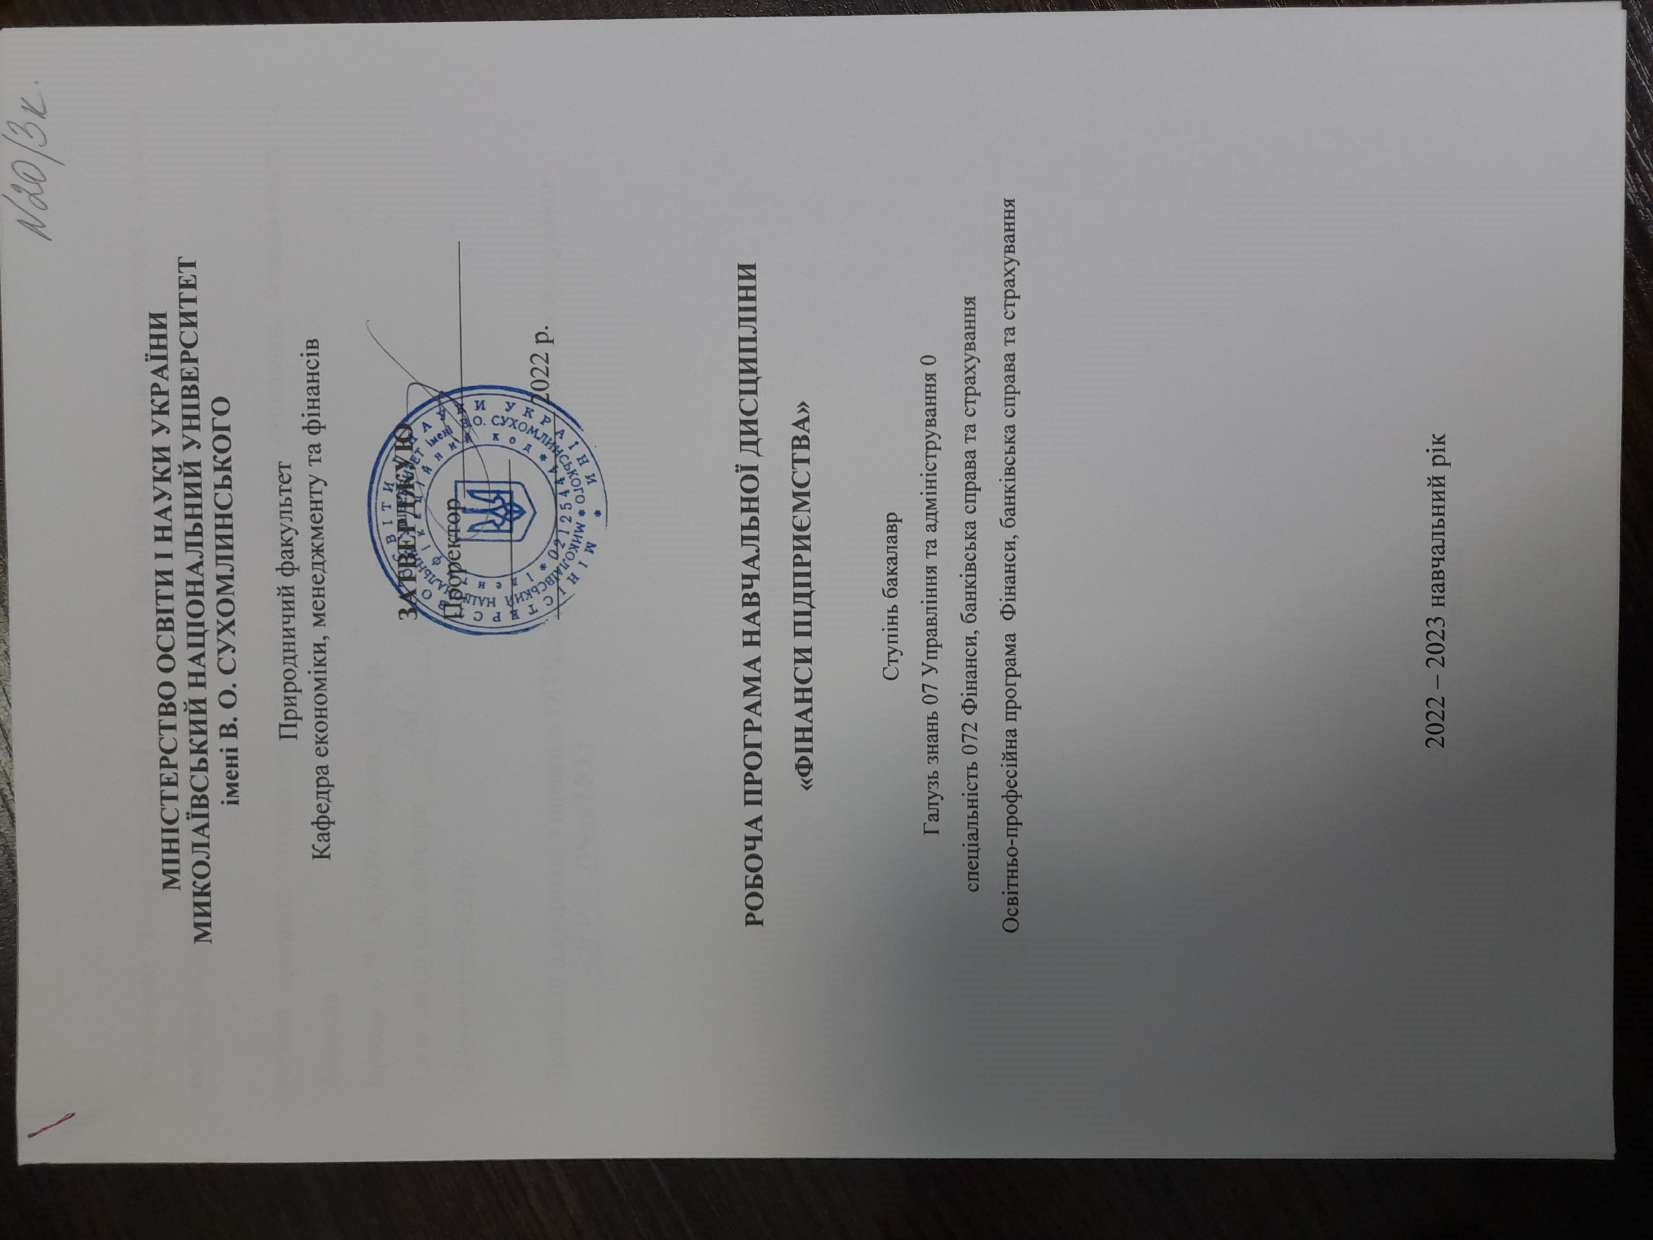 N20/3к.
МІНІСТЕРСТВО ОСВІТИ І НАУКИ УКРАЇНИ
МИКОЛАЇВСЬКИЙ НАЦІОНАЛЬНИЙ УНІВЕРСИТЕТ
імені В. О. СУХОМЛИНСЬКОГО
Природничий факультет
Кафедра економіки, менеджменту та фінансів
ЗАТВЕРДЖУЮ
Проректор
2022 р.
РОБОЧА ПРОГРАМА НАВЧАЛЬНОЇ ДИСЦИПЛІНИ
«ФІНАНСИ ПІДПРИЄМСТВА»
Ступінь бакалавр
Галузь знань 07 Управління та адміністрування 0
спеціальність 072 Фінанси, банківська справа та страхування
Освітньо-професійна програма Фінанси, банківська справа та страхування
2022 – 2023 навчальний рік